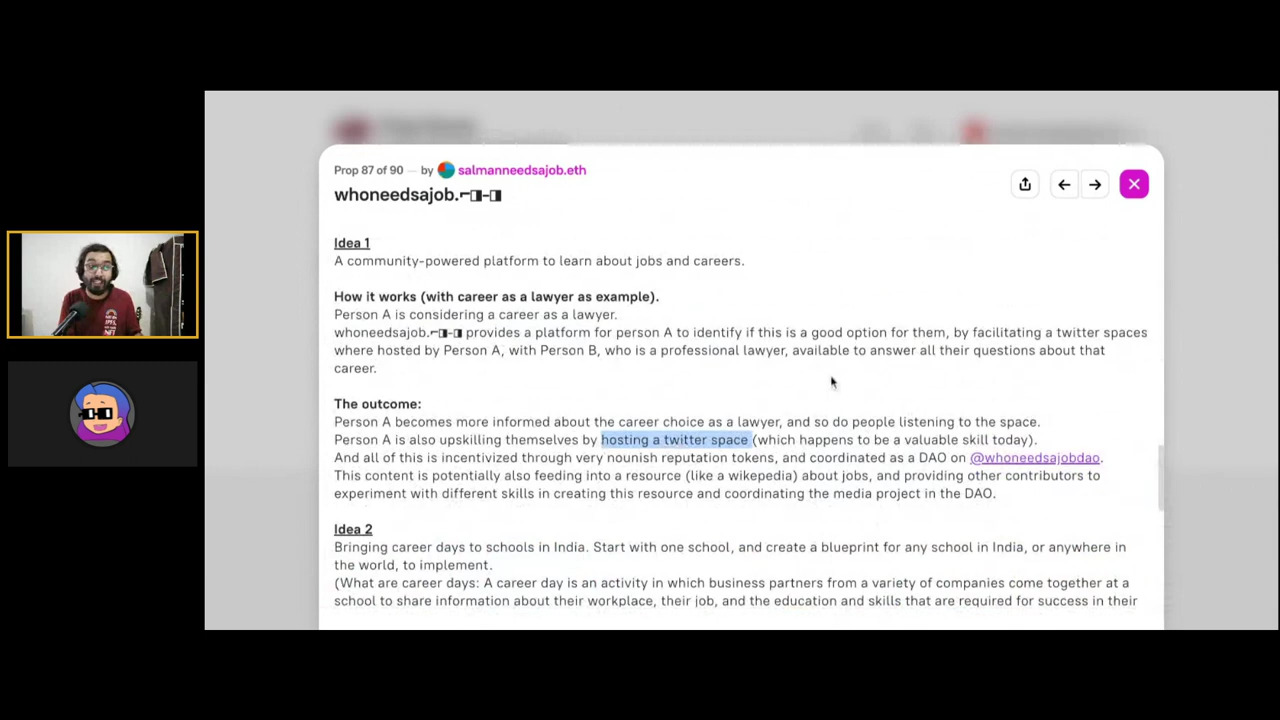 Prop 87 of 90 — by salmanneedsajob.eth
whoneedsajob.⌐◨-◨
Idea 1
A community-powered platform to learn about jobs and careers.
How it works (with career as a lawyer as example).
Person A is considering a career as a lawyer.
whoneedsajob.⌐◨-◨ provides a platform for person A to identify if this is a good option for them, by facilitating a twitter spaces
where hosted by Person A, with Person B, who is a professional lawyer, available to answer all their questions about that
career.
The outcome:
Person A becomes more informed about the career choice as a lawyer, and so do people listening to the space.
Person A is also upskilling themselves by hosting a twitter space (which happens to be a valuable skill today).
And all of this is incentivized through very nounish reputation tokens, and coordinated as a DAO on @whoneedsajobdao.
This content is potentially also feeding into a resource (like a wikepedia) about jobs, and providing other contributors to
experiment with different skills in creating this resource and coordinating the media project in the DAO.
Idea 2
Bringing career days to schools in India. Start with one school, and create a blueprint for any school in India, or anywhere in
the world, to implement.
(What are career days: A career day is an activity in which business partners from a variety of companies come together at a
school to share information about their workplace, their job, and the education and skills that are required for success in their